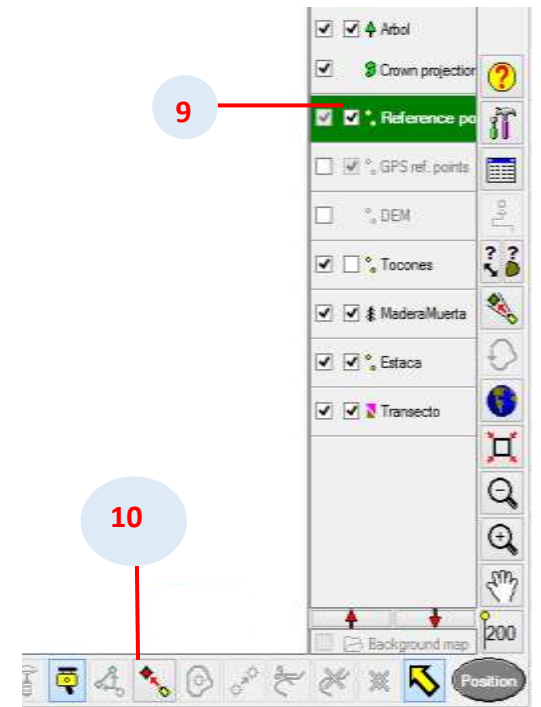 Arbol
Crown projection
9
Reference po
GPS ref. points
DEM
? ?
Tocones
MaderaMuerta
Estaca
Transecto
10
200
Background map
Position